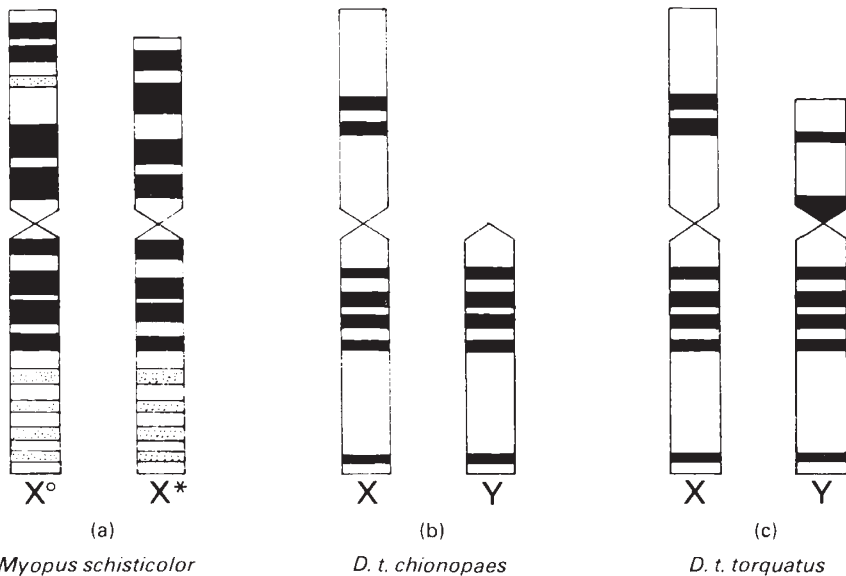 X° X* X Y X Y
(a) (b) (c)
Myopus schisticolor D. t. chionopaes D. t. torquatus